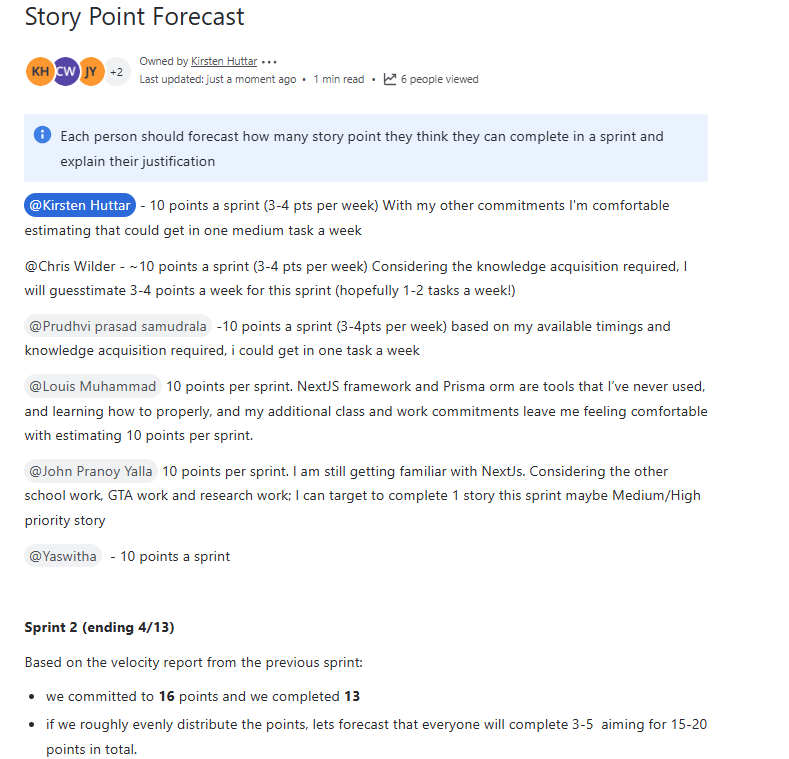 Story Point Forecast
KH CW JY +2
Owned by Kirsten Huttar •••
Last updated: just a moment ago • 1 min read • 6 people viewed
Each person should forecast how many story point they think they can complete in a sprint and
explain their justification
@Kirsten Huttar - 10 points a sprint (3-4 pts per week) With my other commitments I'm comfortable
estimating that could get in one medium task a week
@Chris Wilder - ~10 points a sprint (3-4 pts per week) Considering the knowledge acquisition required, I
will guesstimate 3-4 points a week for this sprint (hopefully 1-2 tasks a week!)
@Prudhvi prasad samudrala -10 points a sprint (3-4pts per week) based on my available timings and
knowledge acquisition required, i could get in one task a week
@Louis Muhammad 10 points per sprint. NextJS framework and Prisma orm are tools that I’ve never used,
and learning how to properly, and my additional class and work commitments leave me feeling comfortable
with estimating 10 points per sprint.
@John Pranoy Yalla 10 points per sprint. I am still getting familiar with NextJs. Considering the other
school work, GTA work and research work; I can target to complete 1 story this sprint maybe Medium/High
priority story
@Yaswitha - 10 points a sprint
Sprint 2 (ending 4/13)
Based on the velocity report from the previous sprint:
• we committed to 16 points and we completed 13
• if we roughly evenly distribute the points, lets forecast that everyone will complete 3-5 aiming for 15-20
points in total.